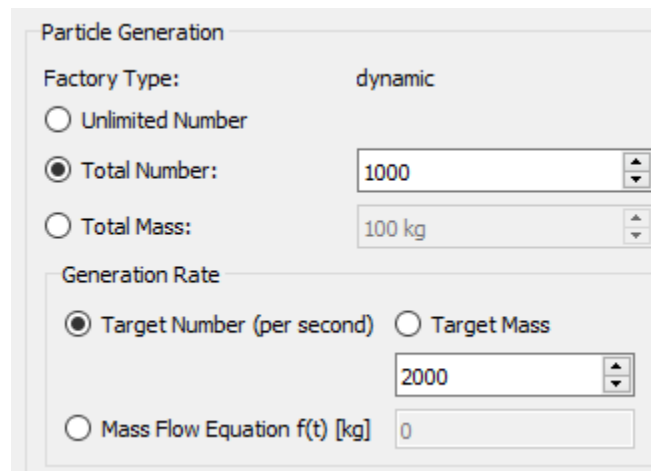 Particle Generation
Factory Type: dynamic
Unlimited Number
Total Number: 1000
Total Mass: 100 kg
Generation Rate
Target Number (per second) Target Mass
2000
Mass Flow Equation f(t) [kg] 0